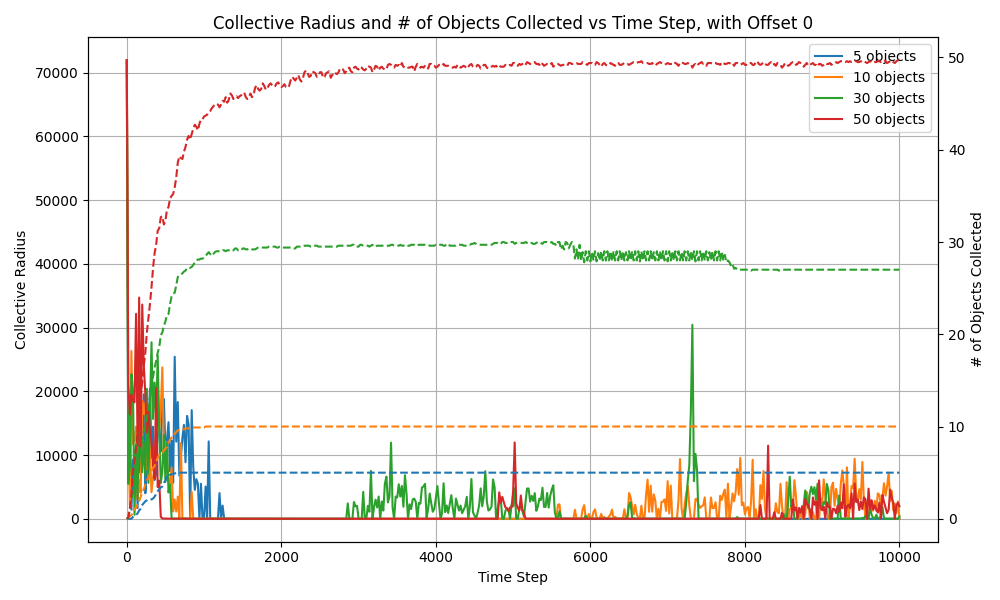 Collective Radius and # of Objects Collected vs Time Step, with Offset 0
Collective Radius
70000
60000
50000
40000
30000
20000
10000
0
5 objects
10 objects
30 objects
50 objects
50
40
30
20
10
0
# of Objects Collected
0
2000
4000
6000
8000
10000
Time Step